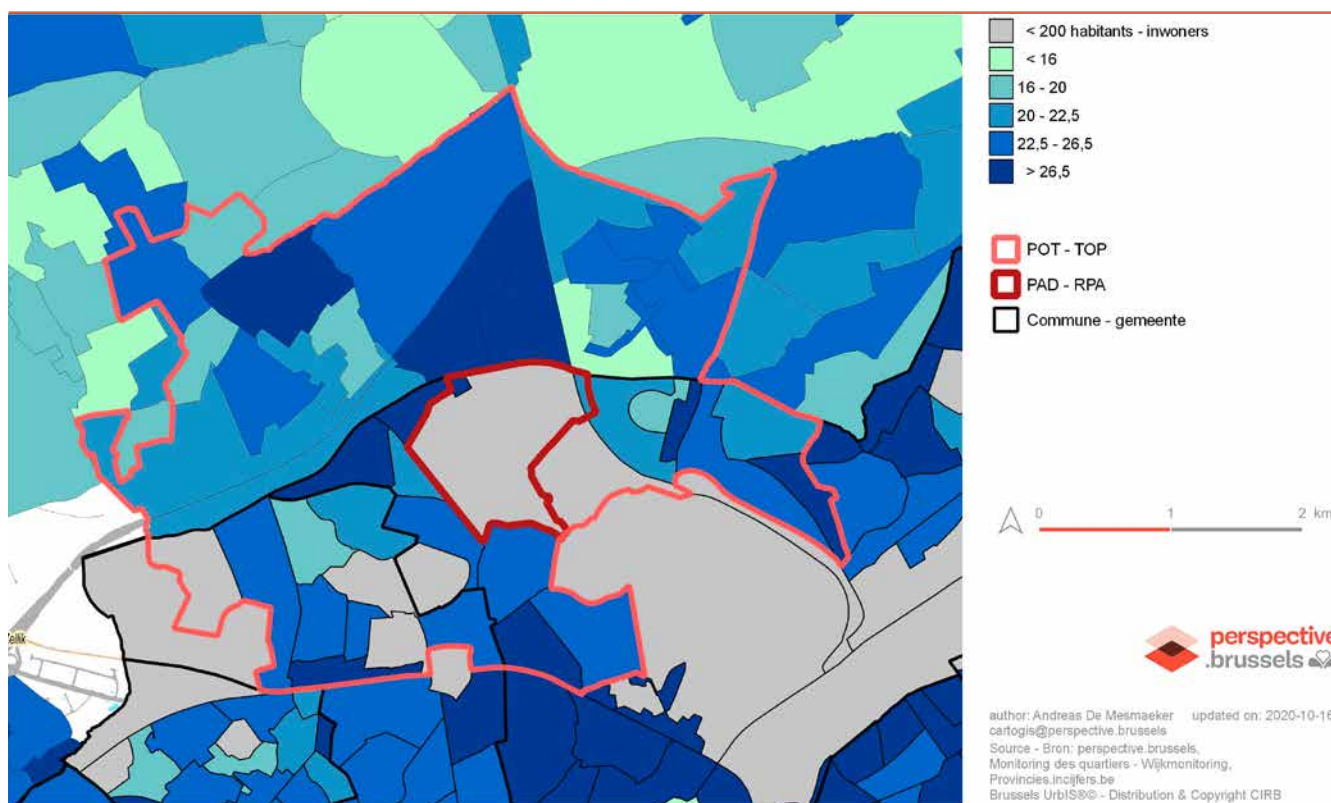 < 200 habitants - inwoners
< 16
16 - 20
20 - 22,5
22,5 - 26,5
> 26,5
POT - TOP
PAD - RPA
Commune - gemeente
0 1 2 km
perspective
.brussels
author: Andreas De Mesmaeker updated on: 2020-10-16
cartogis@perspective.brussels
Source - Bron: perspective.brussels,
Monitoring des quartiers - Wijkmonitoring,
Provincies.incijfers.be
Brussels UrbIS®© - Distribution & Copyright CIRB